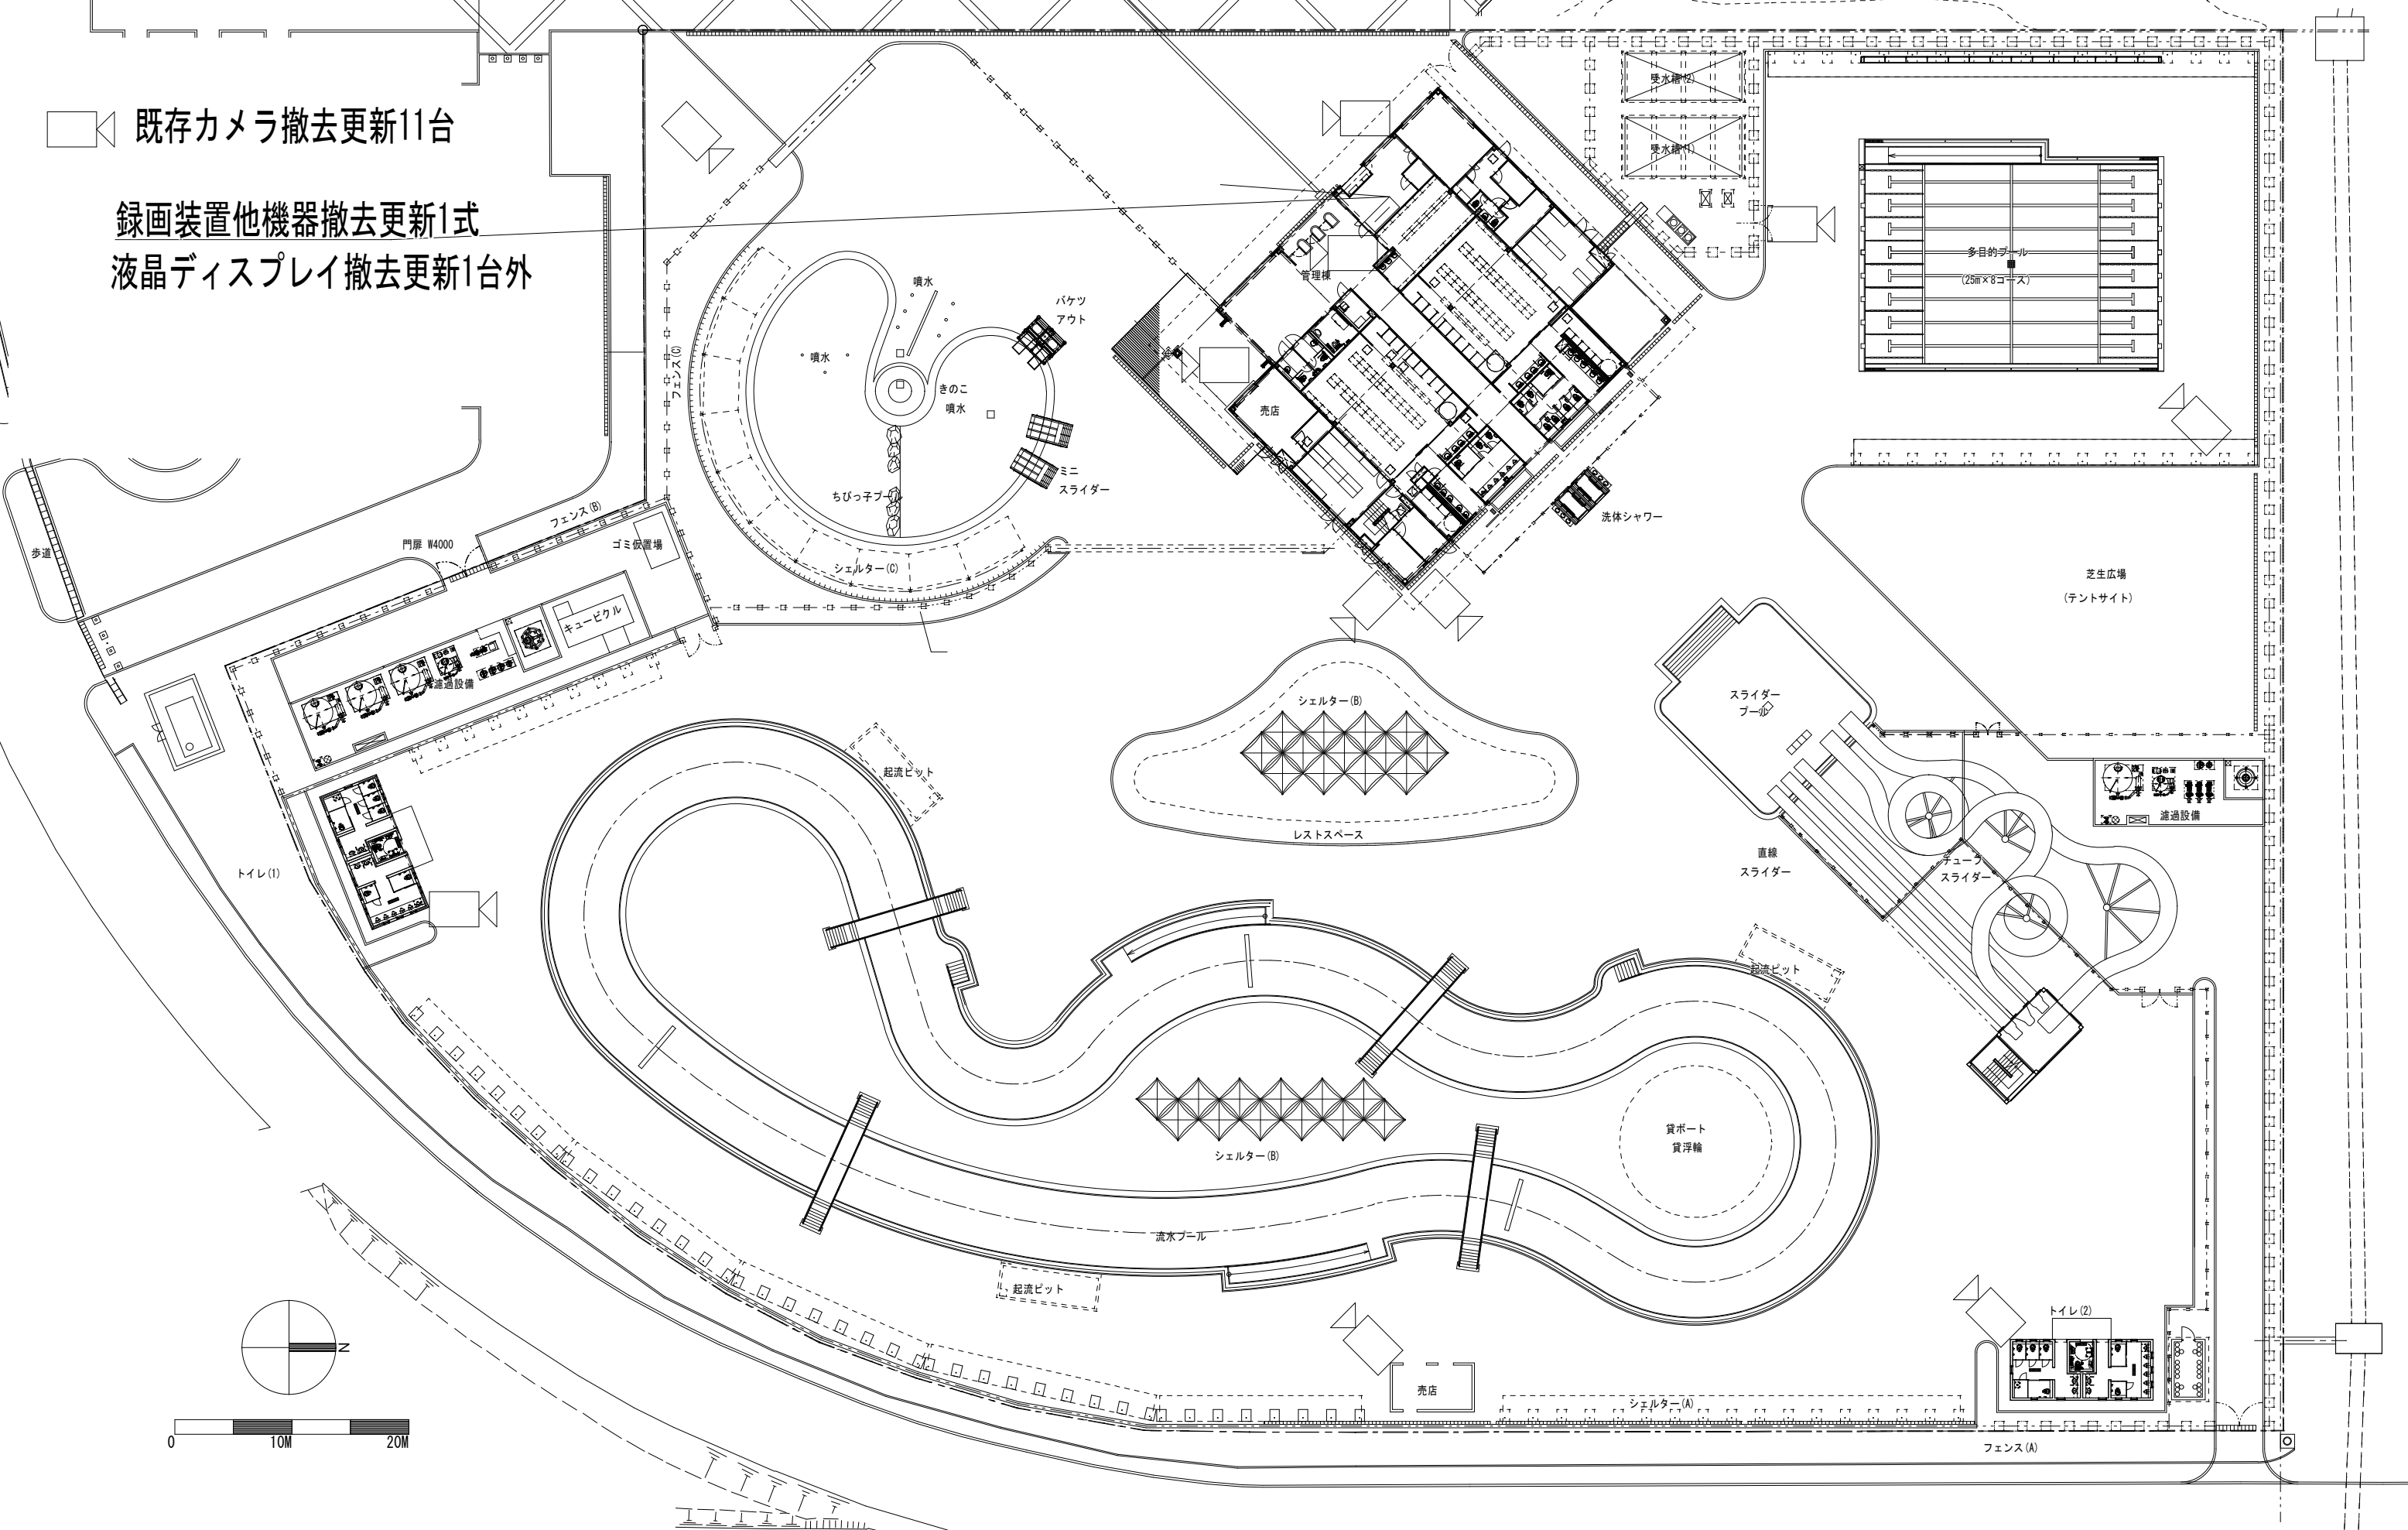 既存カメラ撤去更新11台
録画装置他機器撤去更新1式
液晶ディスプレイ撤去更新1台外
受水槽(2)
受水槽(1)
多目的プール
(25m×8コース)
管理棟
噴水
バケツ
アウト
フェンス(C)
噴水
きのこ
噴水
売店
ミニ
スライダー
ちびっ子プール
洗体シャワー
フェンス(B)
門扉 W4000
ゴミ仮置場
歩道
シェルター(C)
芝生広場
(テントサイト)
キュービクル
濾過設備
シェルター(B)
スライダー
プール
起流ピット
レストスペース
濾過設備
直線
スライダー
チューブ
スライダー
トイレ(1)
起流ピット
貸ボート
貸浮輪
シェルター(B)
流水プール
起流ピット
トイレ(2)
N
売店
シェルター(A)
0 10M 20M
フェンス(A)